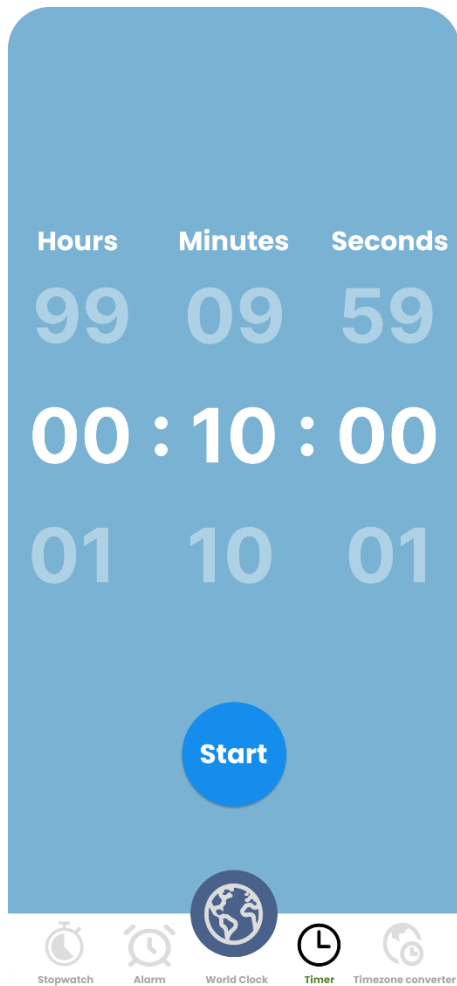 Hours Minutes Seconds
99 09 59
00 : 10 : 00
01 10 01
Start
Stopwatch Alarm World Clock Timer Timezone converter